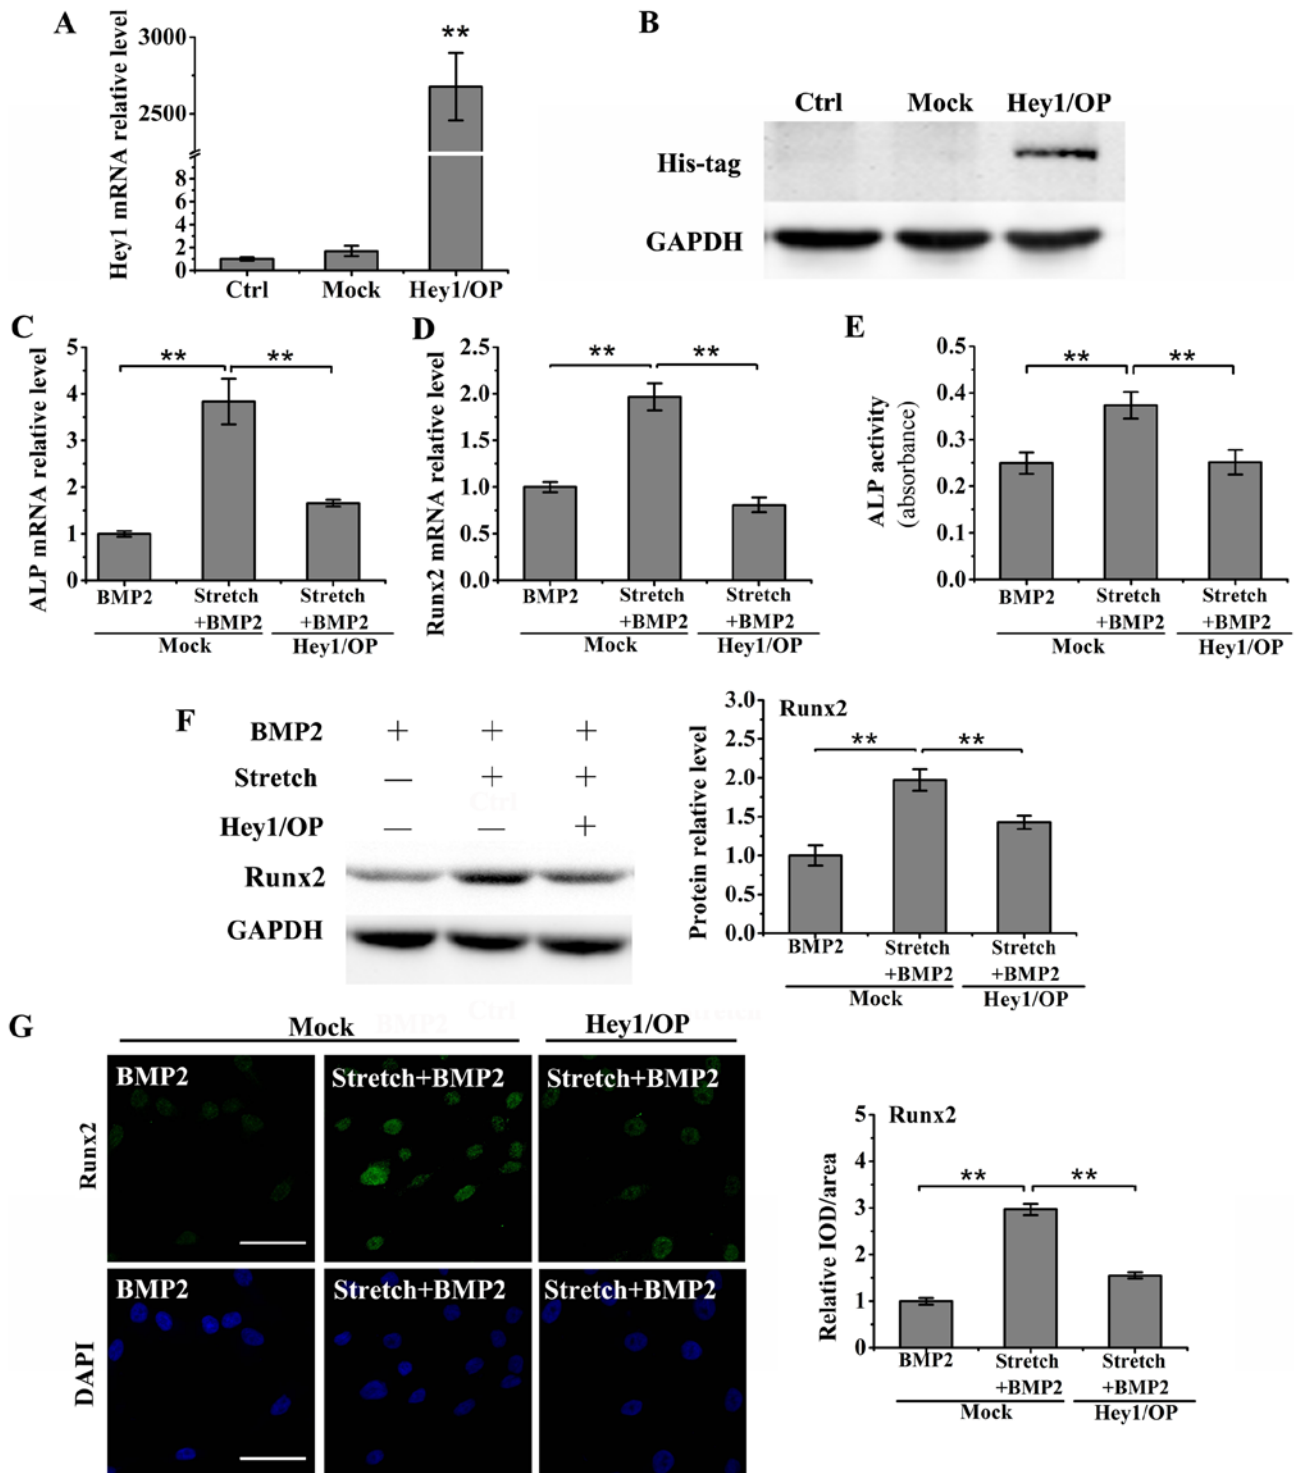 A
Hey1 mRNA relative level
3000
2500
8
6
4
2
0
**
Ctrl
Mock
Hey1/OP
B
Ctrl
Mock
Hey1/OP
His-tag
GAPDH
C
ALP mRNA relative level
5
4
3
2
1
0
**
**
BMP2
Stretch
+BMP2
Stretch
+BMP2
Mock
Hey1/OP
D
Runx2 mRNA relative level
2.5
2.0
1.5
1.0
0.5
0.0
**
**
BMP2
Stretch
+BMP2
Stretch
+BMP2
Mock
Hey1/OP
E
ALP activity
(absorbance)
0.5
0.4
0.3
0.2
0.1
0.0
**
**
BMP2
Stretch
+BMP2
Stretch
+BMP2
Mock
Hey1/OP
F
BMP2 + + +
Stretch — + +
Hey1/OP — — +
Runx2
GAPDH
Runx2
Protein relative level
3.0
2.5
2.0
1.5
1.0
0.5
0.0
**
**
BMP2
Stretch
+BMP2
Stretch
+BMP2
Mock
Hey1/OP
G
Mock
Hey1/OP
Runx2
BMP2
Stretch+BMP2
Stretch+BMP2
DAPI
BMP2
Stretch+BMP2
Stretch+BMP2
Runx2
Relative IOD/area
5
4
3
2
1
0
**
**
BMP2
Stretch
+BMP2
Stretch
+BMP2
Mock
Hey1/OP